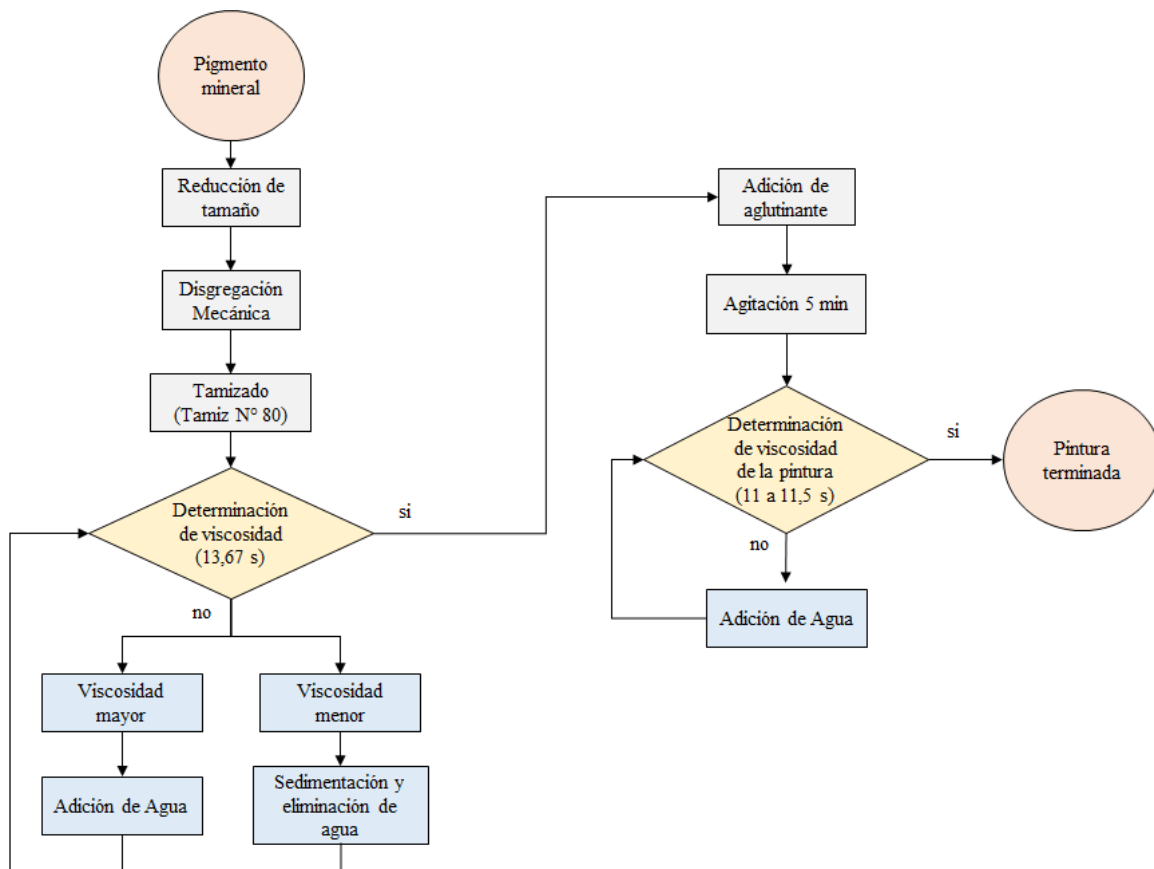 Pigmento
mineral
Reducción de
tamaño
Disgregación
Mecánica
Tamizado
(Tamiz N° 80)
Determinación
de viscosidad
(13,67 s)
si
no
Viscosidad
mayor
Adición de Agua
Viscosidad
menor
Sedimentación y
eliminación de
agua
Adición de
aglutinante
Agitación 5 min
Determinación
de viscosidad
de la pintura
(11 a 11,5 s)
si
no
Adición de Agua
Pintura
terminada